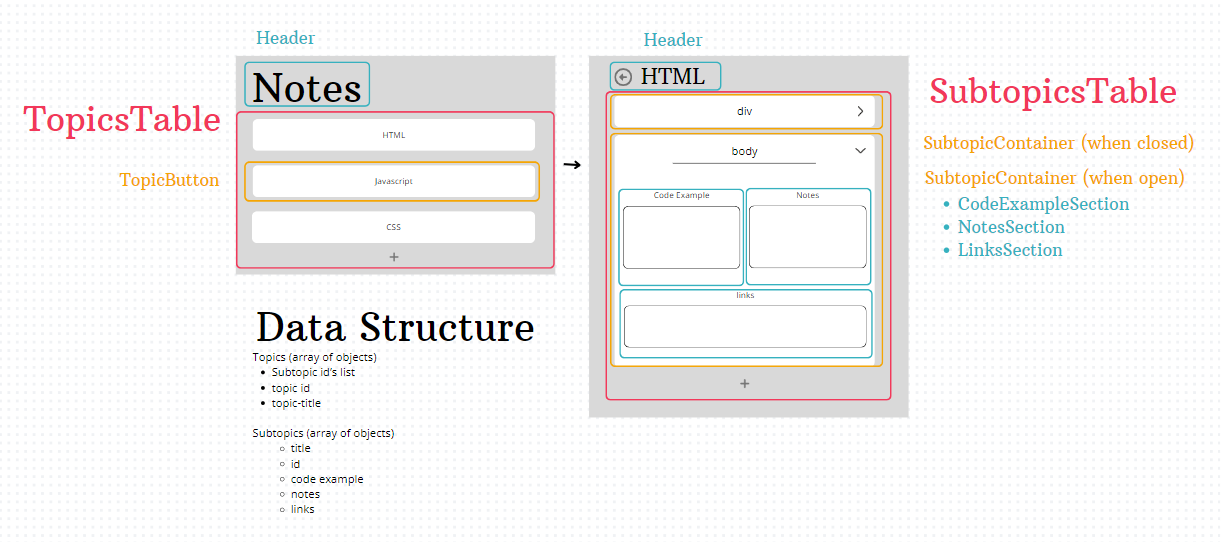 Header
Notes
TopicsTable
HTML
TopicButton
Javascript
CSS
+
Header
HTML
SubtopicsTable
div
SubtopicContainer (when closed)
body
SubtopicContainer (when open)
• CodeExampleSection
• NotesSection
• LinksSection
Code Example
Notes
links
+
Data Structure
Topics (array of objects)
• Subtopic id's list
• topic id
• topic-title
Subtopics (array of objects)
○ title
○ id
○ code example
○ notes
○ links